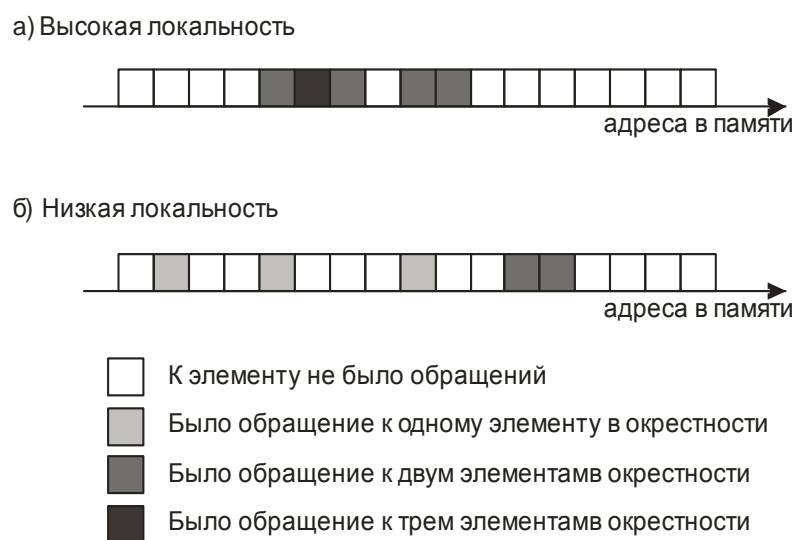 а) Высокая локальность
адреса в памяти
б) Низкая локальность
адреса в памяти
К элементу не было обращений
Было обращение к одному элементу в окрестности
Было обращение к двум элементамв окрестности
Было обращение к трем элементамв окрестности